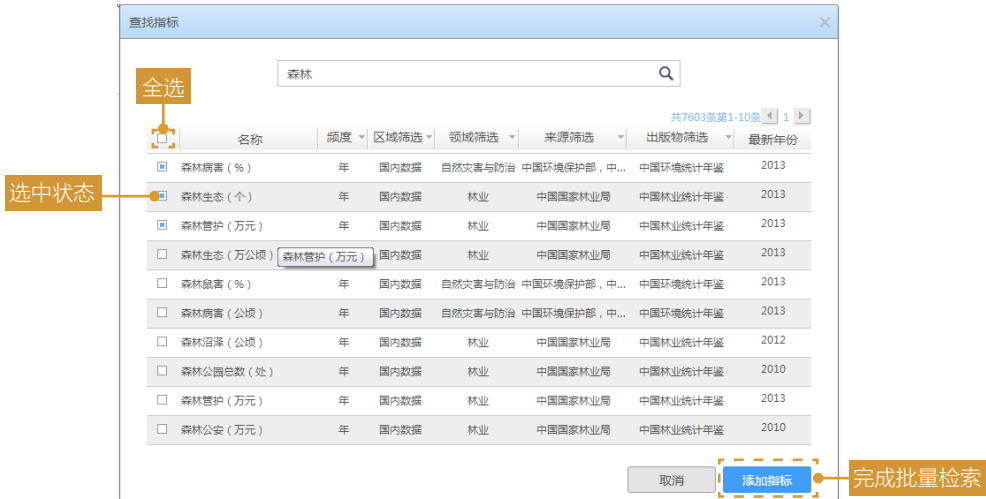 查找指标
森林
全选
共7603条第1-10条 1
名称 频度 区域筛选 领域筛选 来源筛选 出版物筛选 最新年份
森林病害（%） 年 国内数据 自然灾害与防治 中国环境保护部，中... 中国环境统计年鉴 2013
选中状态
森林生态（个） 年 国内数据 林业 中国国家林业局 中国林业统计年鉴 2013
森林管护（万元） 年 国内数据 林业 中国国家林业局 中国林业统计年鉴 2013
森林生态（万公顷） 森林管护（万元） 国内数据 林业 中国国家林业局 中国林业统计年鉴 2013
森林鼠害（%） 年 国内数据 自然灾害与防治 中国环境保护部，中... 中国环境统计年鉴 2013
森林病害（公顷） 年 国内数据 自然灾害与防治 中国环境保护部，中... 中国环境统计年鉴 2013
森林沼泽（公顷） 年 国内数据 林业 中国国家林业局 中国林业统计年鉴 2012
森林公园总数（处） 年 国内数据 林业 中国国家林业局 中国林业统计年鉴 2010
森林管护（万元） 年 国内数据 林业 中国国家林业局 中国林业统计年鉴 2013
森林公安（万元） 年 国内数据 林业 中国国家林业局 中国林业统计年鉴 2010
取消 添加指标 完成批量检索